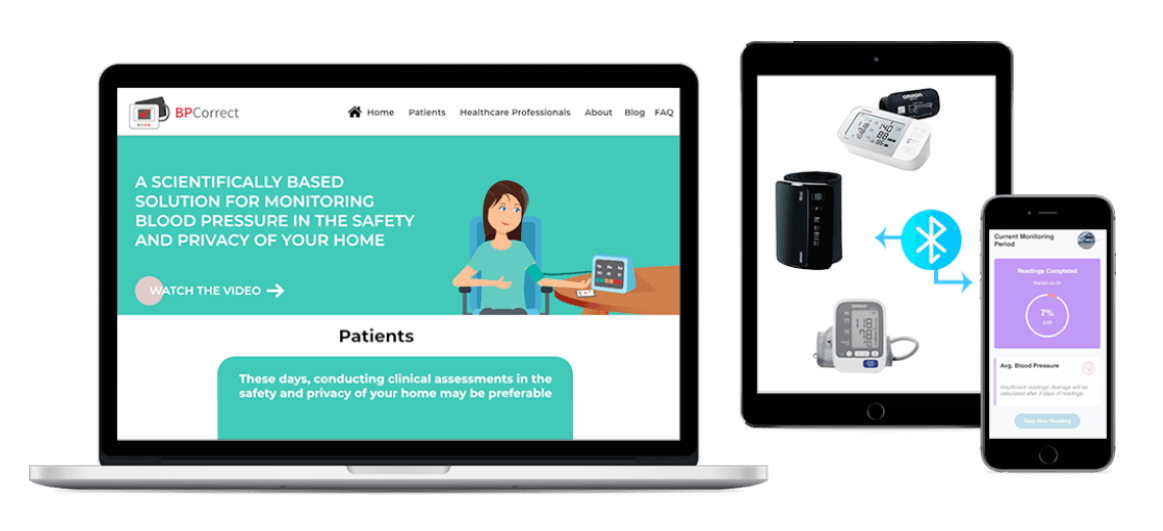 BPCorrect
Home Patients Healthcare Professionals About Blog FAQ
A SCIENTIFICALLY BASED
SOLUTION FOR MONITORING
BLOOD PRESSURE IN THE SAFETY
AND PRIVACY OF YOUR HOME
WATCH THE VIDEO
Patients
These days, conducting clinical assessments in the
safety and privacy of your home may be preferable
OMRON
Current Monitoring
Period
Readings Completed
7%
Avg. Blood Pressure
Insufficient readings. Average will be
calculated after 3 days of readings.
Take New Reading